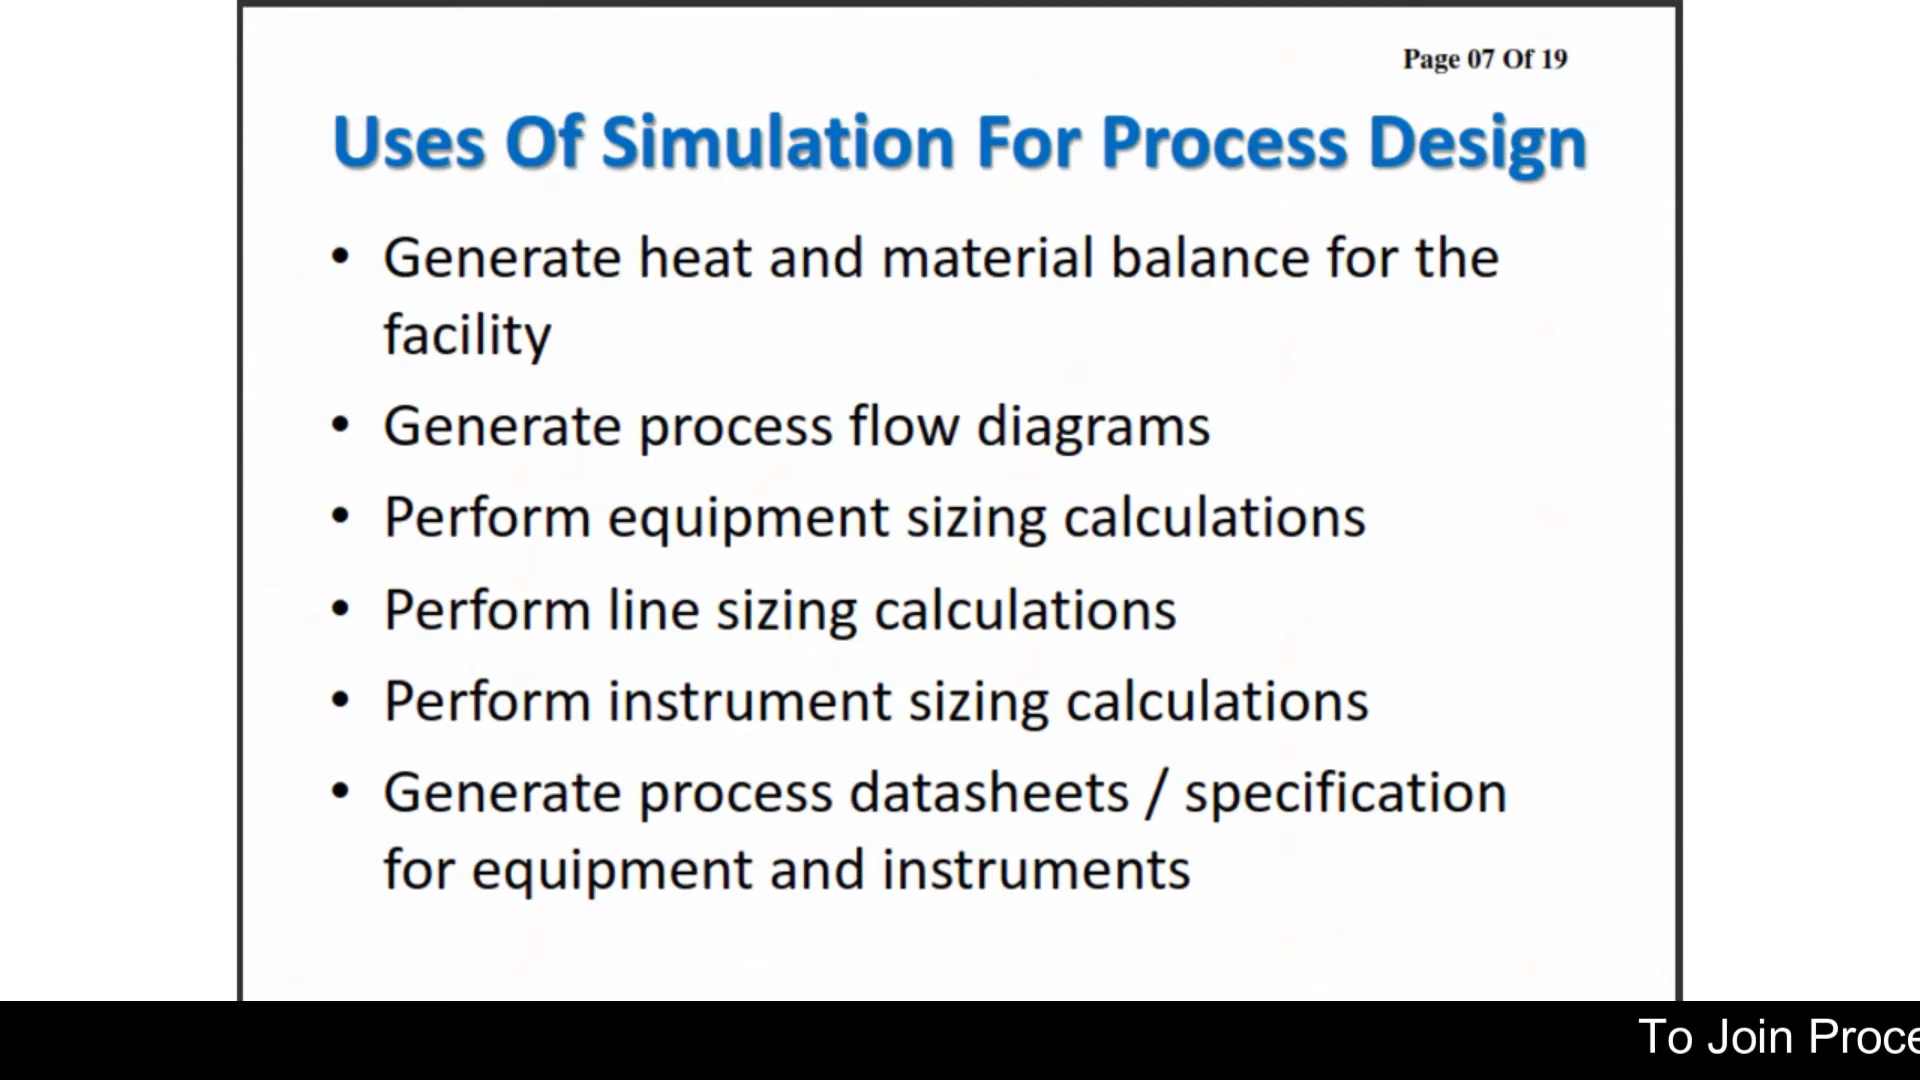 Page 07 Of 19
Uses Of Simulation For Process Design
• Generate heat and material balance for the
facility
• Generate process flow diagrams
• Perform equipment sizing calculations
• Perform line sizing calculations
• Perform instrument sizing calculations
• Generate process datasheets / specification
for equipment and instruments
To Join Proce